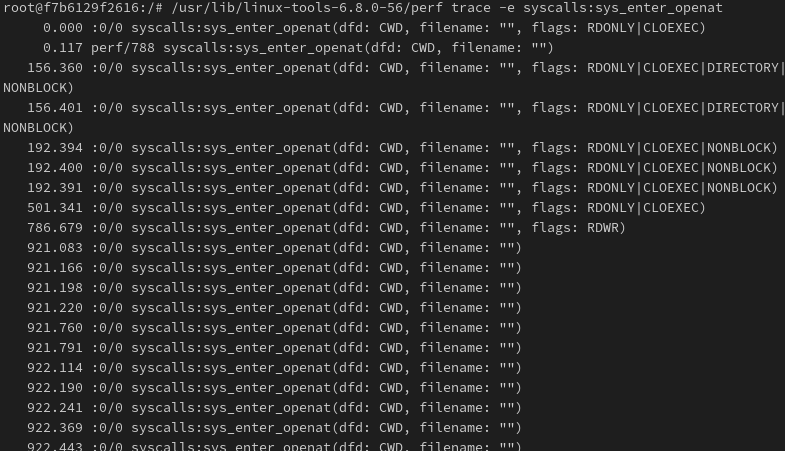 root@f7b6129f2616:/# /usr/lib/linux-tools-6.8.0-56/perf trace -e syscalls:sys_enter_openat
0.000 :0/0 syscalls:sys_enter_openat(dfd: CWD, filename: "", flags: RDONLY|CLOEXEC)
0.117 perf/788 syscalls:sys_enter_openat(dfd: CWD, filename: "")
156.360 :0/0 syscalls:sys_enter_openat(dfd: CWD, filename: "", flags: RDONLY|CLOEXEC|DIRECTORY|
NONBLOCK)
156.401 :0/0 syscalls:sys_enter_openat(dfd: CWD, filename: "", flags: RDONLY|CLOEXEC|DIRECTORY|
NONBLOCK)
192.394 :0/0 syscalls:sys_enter_openat(dfd: CWD, filename: "", flags: RDONLY|CLOEXEC|NONBLOCK)
192.400 :0/0 syscalls:sys_enter_openat(dfd: CWD, filename: "", flags: RDONLY|CLOEXEC|NONBLOCK)
192.391 :0/0 syscalls:sys_enter_openat(dfd: CWD, filename: "", flags: RDONLY|CLOEXEC|NONBLOCK)
501.341 :0/0 syscalls:sys_enter_openat(dfd: CWD, filename: "", flags: RDONLY|CLOEXEC)
786.679 :0/0 syscalls:sys_enter_openat(dfd: CWD, filename: "", flags: RDWR)
921.083 :0/0 syscalls:sys_enter_openat(dfd: CWD, filename: "")
921.166 :0/0 syscalls:sys_enter_openat(dfd: CWD, filename: "")
921.198 :0/0 syscalls:sys_enter_openat(dfd: CWD, filename: "")
921.220 :0/0 syscalls:sys_enter_openat(dfd: CWD, filename: "")
921.760 :0/0 syscalls:sys_enter_openat(dfd: CWD, filename: "")
921.791 :0/0 syscalls:sys_enter_openat(dfd: CWD, filename: "")
922.114 :0/0 syscalls:sys_enter_openat(dfd: CWD, filename: "")
922.190 :0/0 syscalls:sys_enter_openat(dfd: CWD, filename: "")
922.241 :0/0 syscalls:sys_enter_openat(dfd: CWD, filename: "")
922.369 :0/0 syscalls:sys_enter_openat(dfd: CWD, filename: "")
922.443 :0/0 syscalls:sys_enter_openat(dfd: CWD, filename: "")